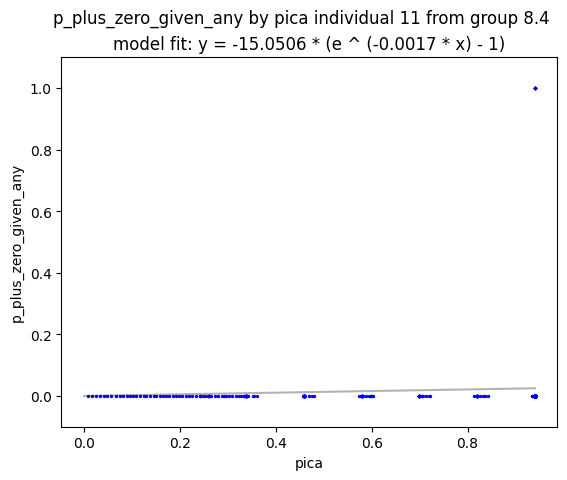 p_plus_zero_given_any by pica individual 11 from group 8.4
model fit: y = -15.0506 * (e ^ (-0.0017 * x) - 1)
1.0
0.8
0.6
0.4
0.2
0.0
p_plus_zero_given_any
0.0 0.2 0.4 0.6 0.8
pica